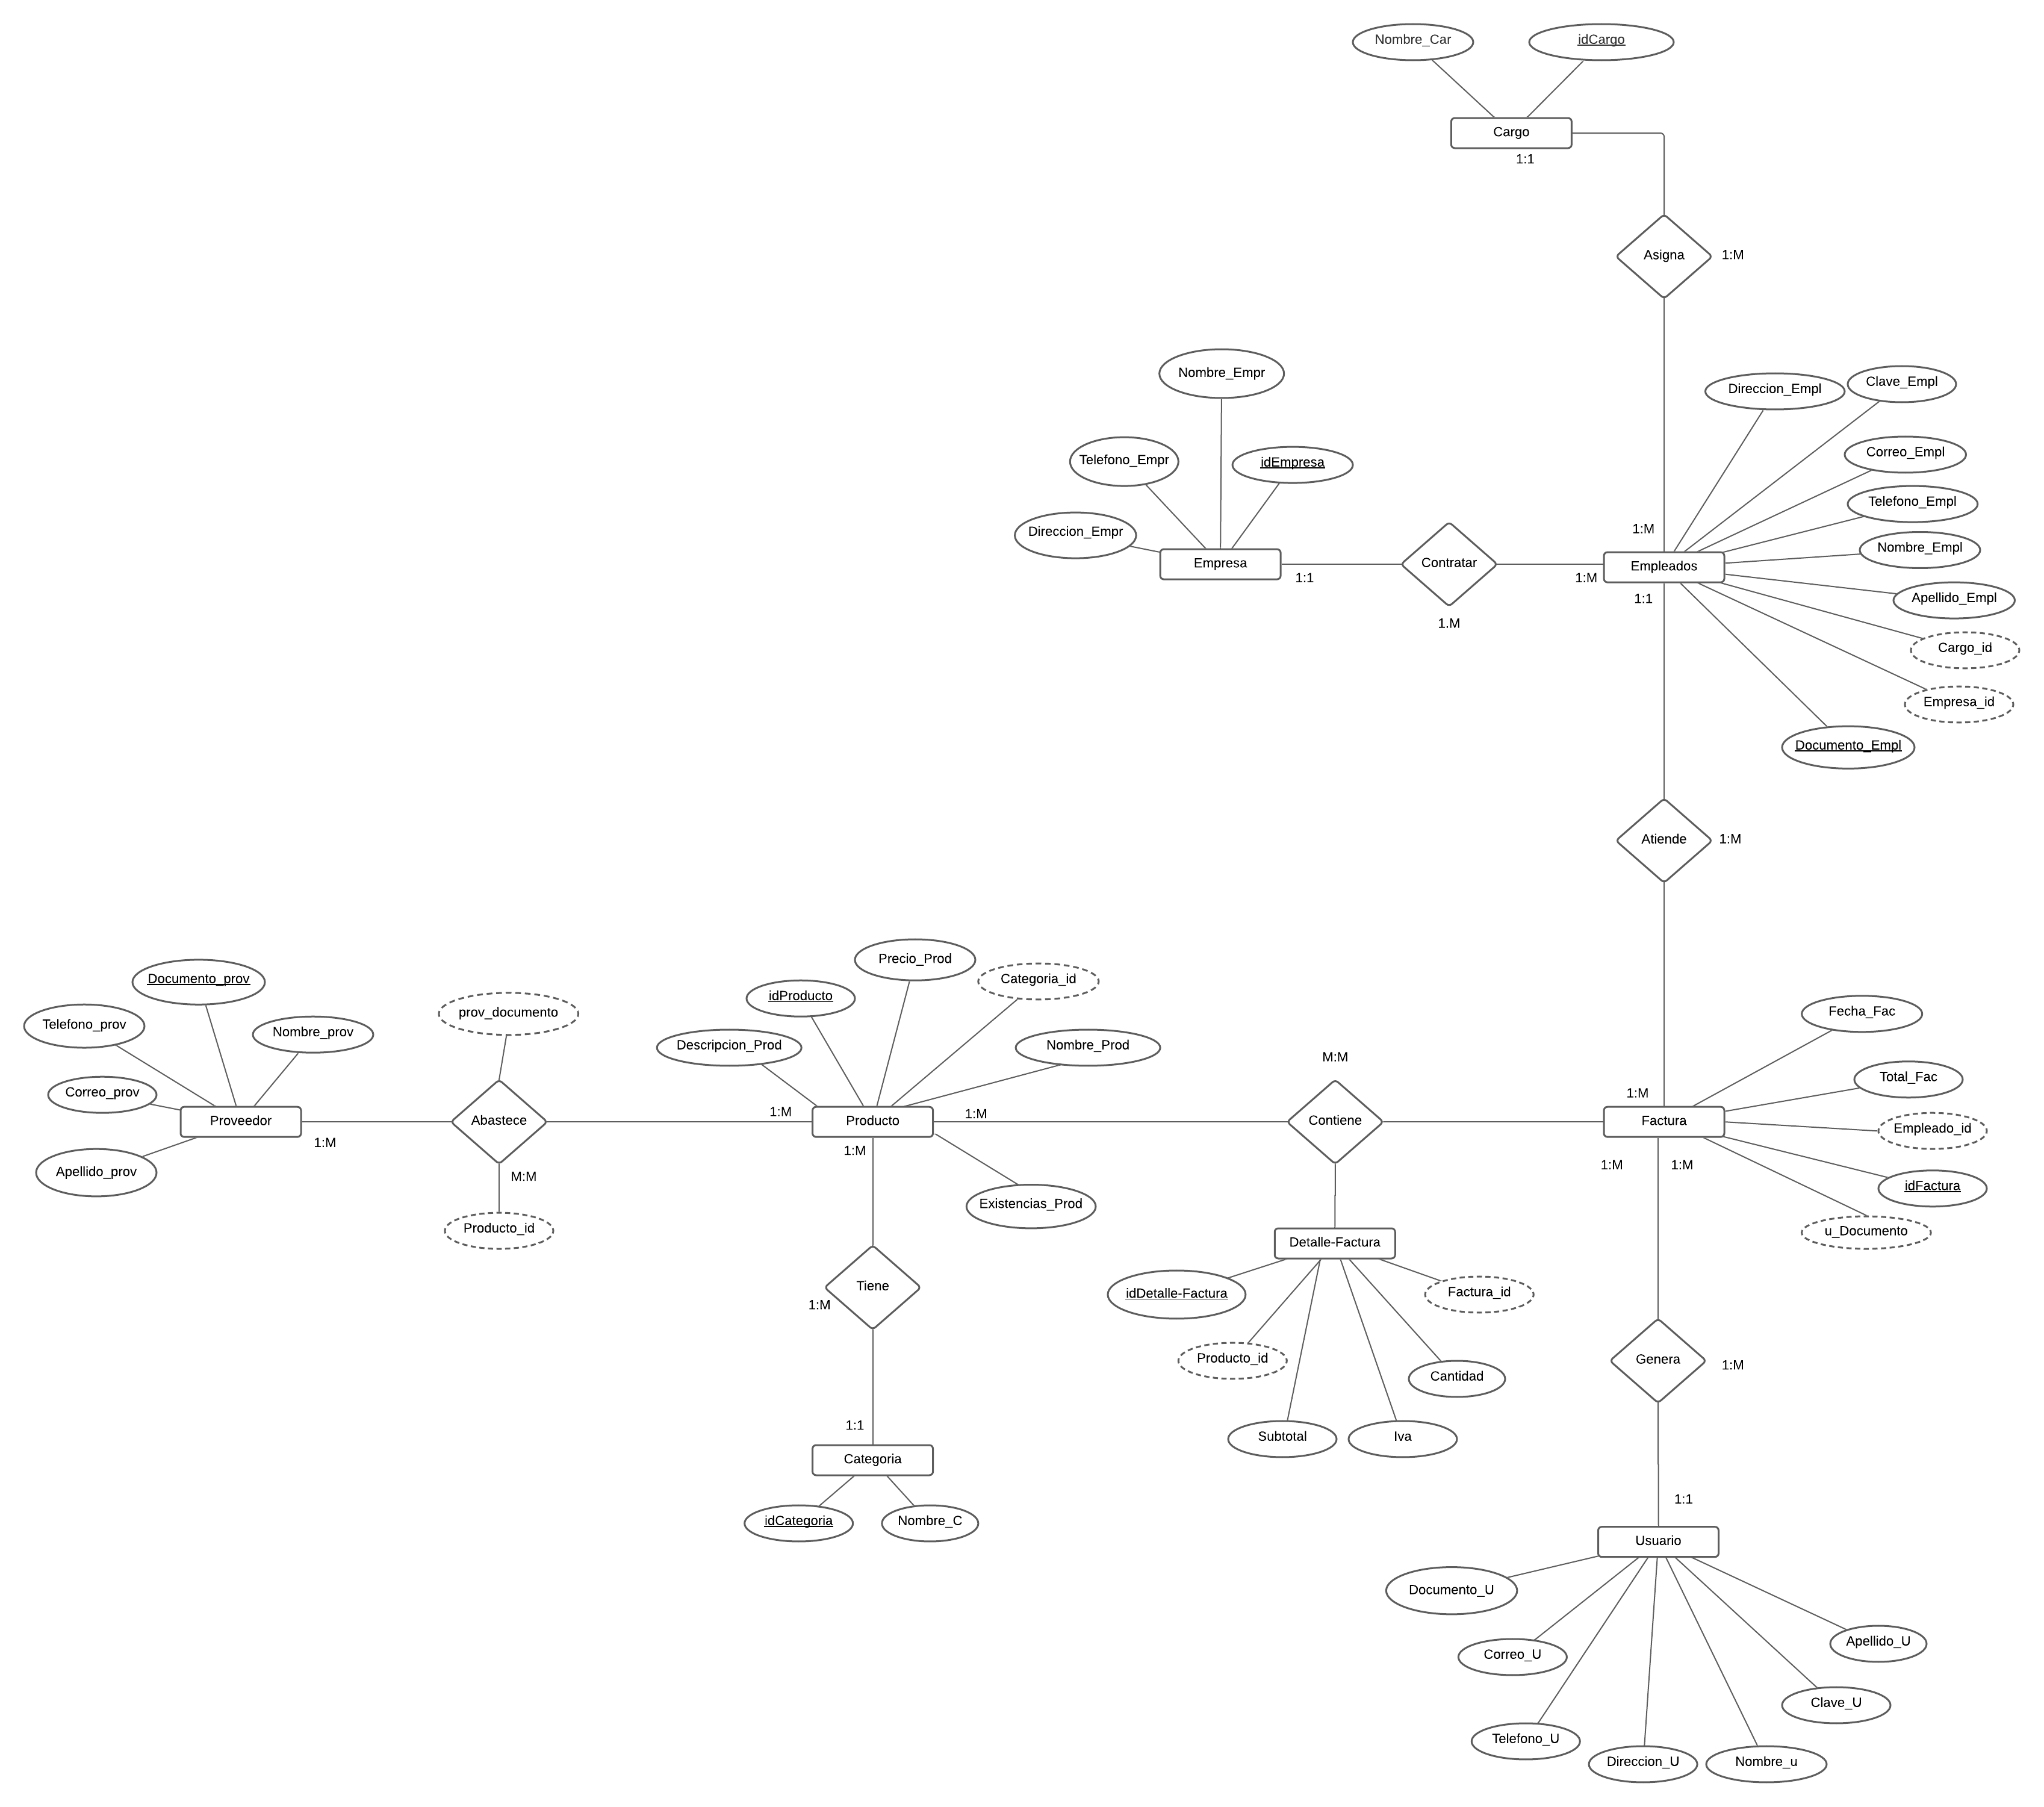 Nombre_Car
idCargo
Cargo
1:1
Asigna
1:M
Nombre_Empr
Telefono_Empr
idEmpresa
Direccion_Empr
Empresa
1:1
Contratar
1.M
1:M
1:M
Empleados
1:1
Direccion_Empl
Clave_Empl
Correo_Empl
Telefono_Empl
Nombre_Empl
Apellido_Empl
Cargo_id
Empresa_id
Documento_Empl
Atiende
1:M
Documento_prov
Telefono_prov
Nombre_prov
Correo_prov
Proveedor
1:M
Apellido_prov
prov_documento
Abastece
M:M
Producto_id
Precio_Prod
Categoria_id
idProducto
Descripcion_Prod
Nombre_Prod
1:M
Producto
1:M
1:M
Existencias_Prod
Tiene
1:M
1:1
Categoria
idCategoria
Nombre_C
M:M
Contiene
Detalle-Factura
idDetalle-Factura
Factura_id
Producto_id
Cantidad
Subtotal
Iva
1:M
Factura
1:M
1:M
Fecha_Fac
Total_Fac
Empleado_id
idFactura
u_Documento
Genera
1:M
1:1
Usuario
Documento_U
Correo_U
Telefono_U
Direccion_U
Nombre_u
Clave_U
Apellido_U